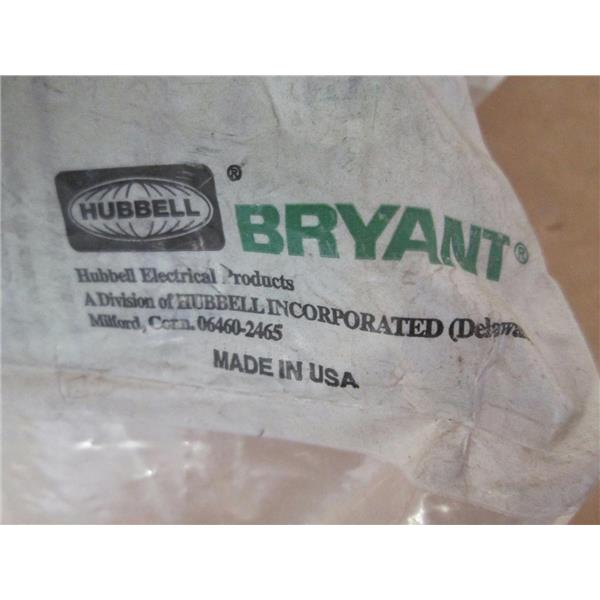 HUBBELL ® BRYANT®
Hubbell Electrical Products
A Division of HUBBELL INCORPORATED
Milford, Conn. 06460-2465
MADE IN USA